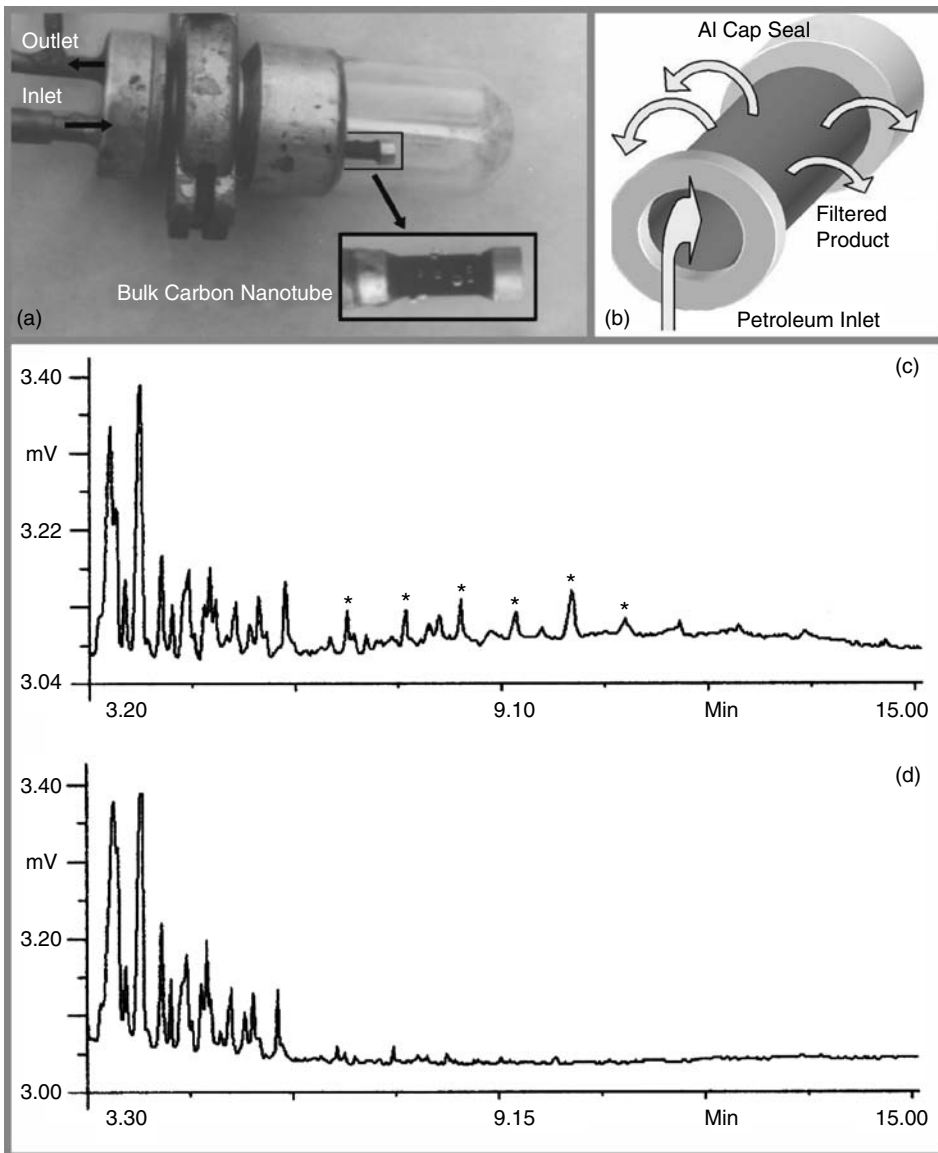 Outlet
Inlet
Bulk Carbon Nanotube
(a)
Al Cap Seal
Filtered
Product
Petroleum Inlet
(b)
(c)
3.40
mV
3.22
3.04
* * * * * *
3.20 9.10 Min 15.00
(d)
3.40
mV
3.20
3.00
3.30 9.15 Min 15.00